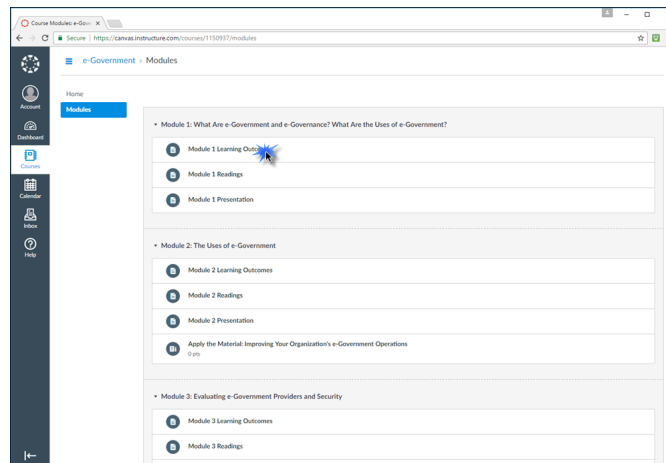 Course Modules: e-Gover
Secure | https://canvas.instructure.com/courses/1150937/modules
e-Government › Modules
Account
Dashboard
Courses
Calendar
Inbox
Help
Home
Modules
Module 1: What Are e-Government and e-Governance? What Are the Uses of e-Government?
Module 1 Learning Outc
Module 1 Readings
Module 1 Presentation
Module 2: The Uses of e-Government
Module 2 Learning Outcomes
Module 2 Readings
Module 2 Presentation
Apply the Material: Improving Your Organization's e-Government Operations
0 pts
Module 3: Evaluating e-Government Providers and Security
Module 3 Learning Outcomes
Module 3 Readings